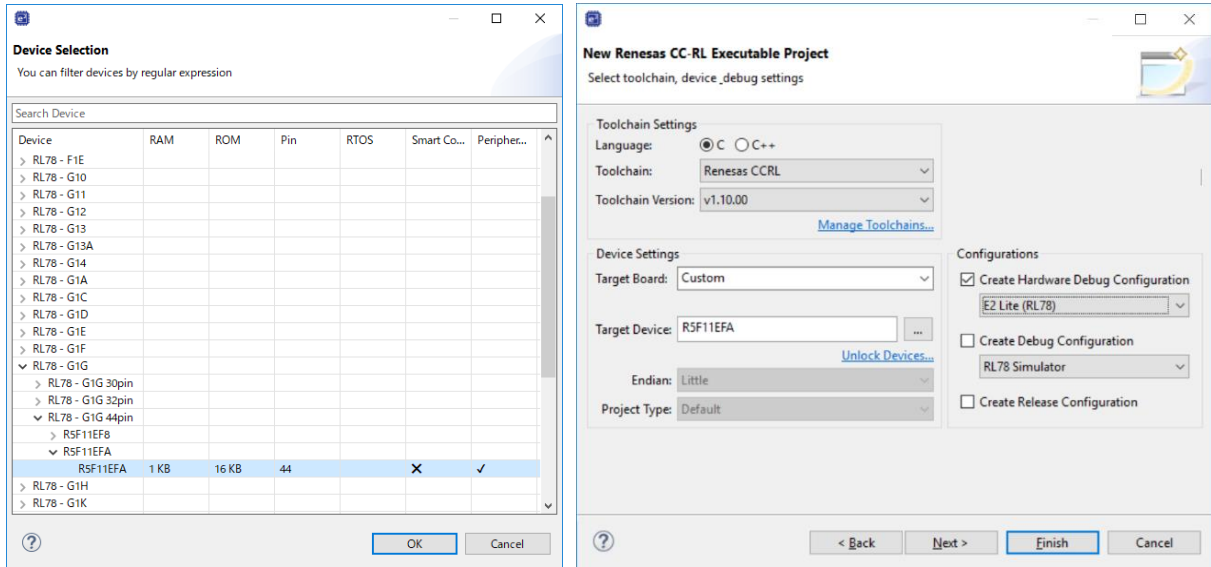 Device Selection
You can filter devices by regular expression
Search Device
Device RAM ROM Pin RTOS Smart Co... Peripher...
RL78 - F1E
RL78 - G10
RL78 - G11
RL78 - G12
RL78 - G13
RL78 - G13A
RL78 - G14
RL78 - G1A
RL78 - G1C
RL78 - G1D
RL78 - G1E
RL78 - G1F
RL78 - G1G
RL78 - G1G 30pin
RL78 - G1G 32pin
RL78 - G1G 44pin
R5F11EF8
R5F11EFA
R5F11EFA 1 KB 16 KB 44
RL78 - G1H
RL78 - G1K
OK Cancel
New Renesas CC-RL Executable Project
Select toolchain, device _debug settings
Toolchain Settings
Language: C C++
Toolchain: Renesas CCRL
Toolchain Version: v1.10.00
Manage Toolchains...
Device Settings
Target Board: Custom
Target Device: R5F11EFA ...
Unlock Devices...
Endian: Little
Project Type: Default
Configurations
Create Hardware Debug Configuration
E2 Lite (RL78)
Create Debug Configuration
RL78 Simulator
Create Release Configuration
< Back Next > Finish Cancel